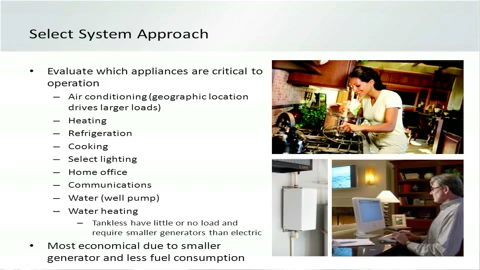 Select System Approach
• Evaluate which appliances are critical to
operation
– Air conditioning (geographic location
drives larger loads)
– Heating
– Refrigeration
– Cooking
– Select lighting
– Home office
– Communications
– Water (well pump)
– Water heating
– Tankless have little or no load and
require smaller generators than electric
• Most economical due to smaller
generator and less fuel consumption